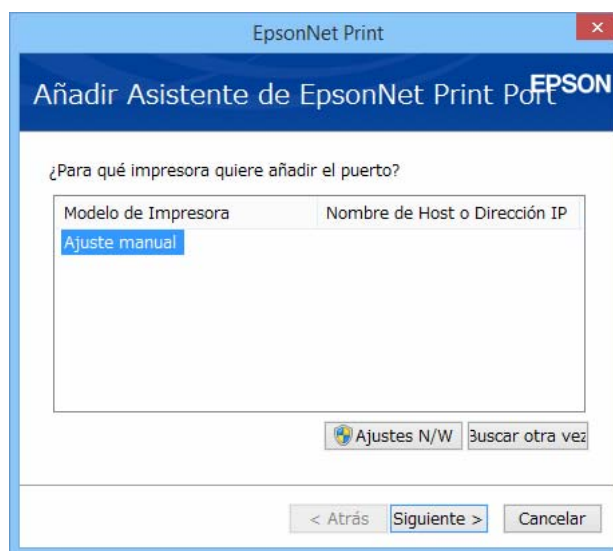 EpsonNet Print
Añadir Asistente de EpsonNet Print Port
EPSON
¿Para qué impresora quiere añadir el puerto?
Modelo de Impresora Nombre de Host o Dirección IP
Ajuste manual
Ajustes N/W Buscar otra vez
< Atrás Siguiente > Cancelar